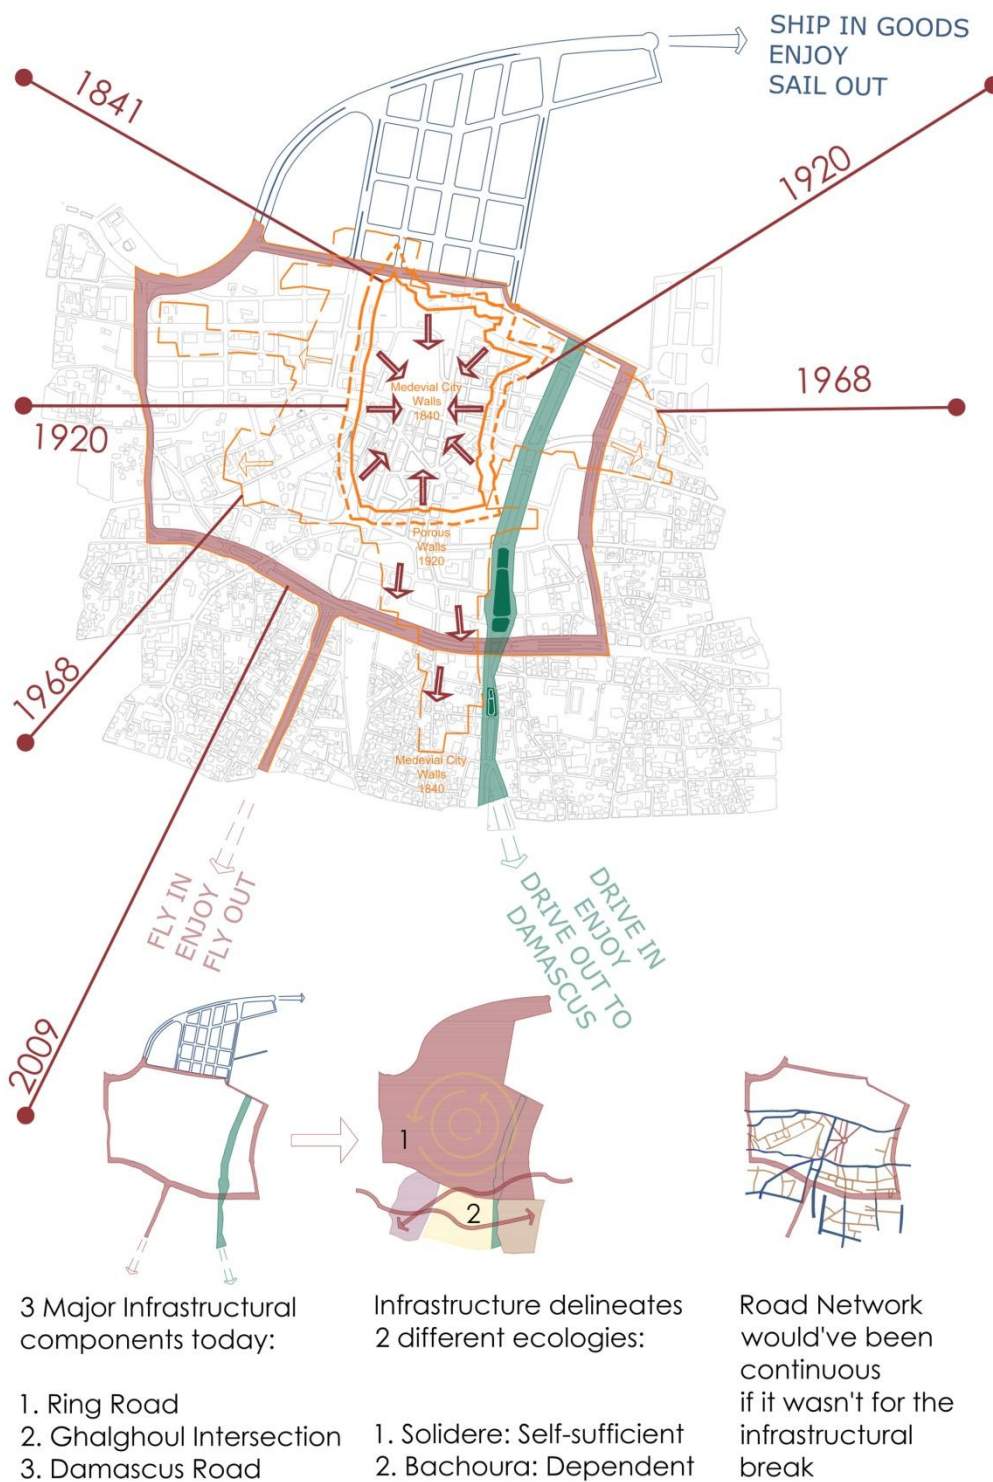 SHIP IN GOODS
ENJOY
SAIL OUT
1841
1920
Medevial City
Walls
1840
1968
1920
Porous
Walls
1920
1968
Medevial City
Walls
1840
FLY IN
ENJOY
FLY OUT
DRIVE IN
ENJOY
DRIVE OUT TO
DAMASCUS
2009
1
2
3 Major Infrastructural
components today:
1. Ring Road
2. Ghalghoul Intersection
3. Damascus Road
Infrastructure delineates
2 different ecologies:
1. Solidere: Self-sufficient
2. Bachoura: Dependent
Road Network
would've been
continuous
if it wasn't for the
infrastructural
break